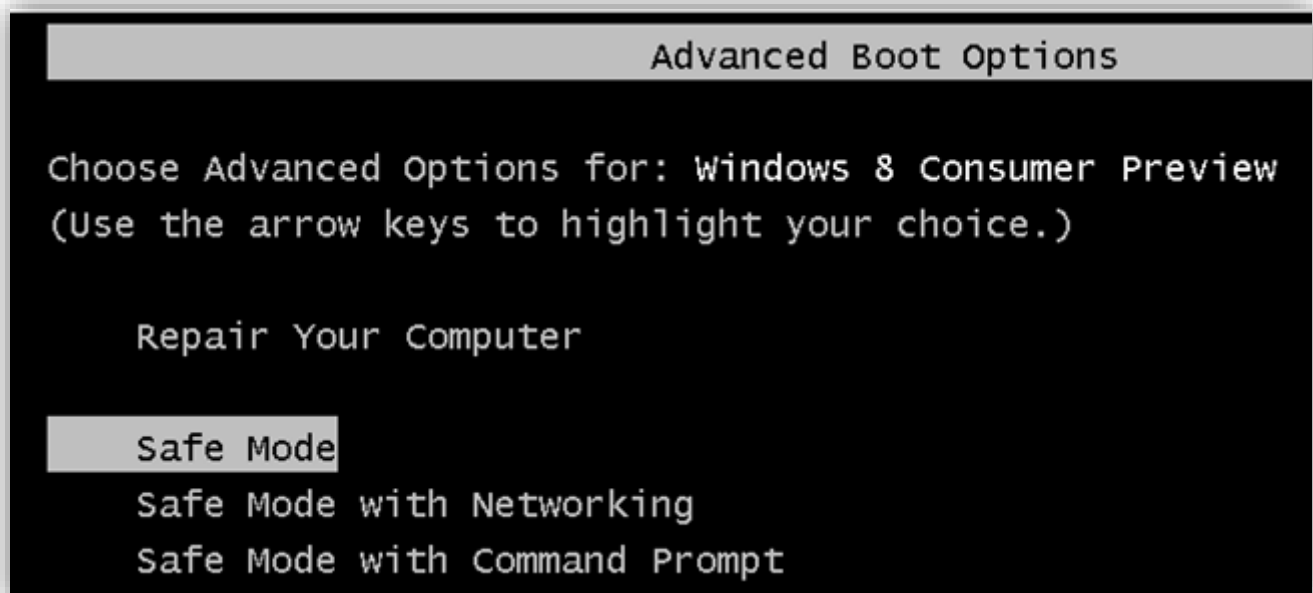 Advanced Boot Options
Choose Advanced Options for: Windows 8 Consumer Preview
(Use the arrow keys to highlight your choice.)
Repair Your Computer
Safe Mode
Safe Mode with Networking
Safe Mode with Command Prompt